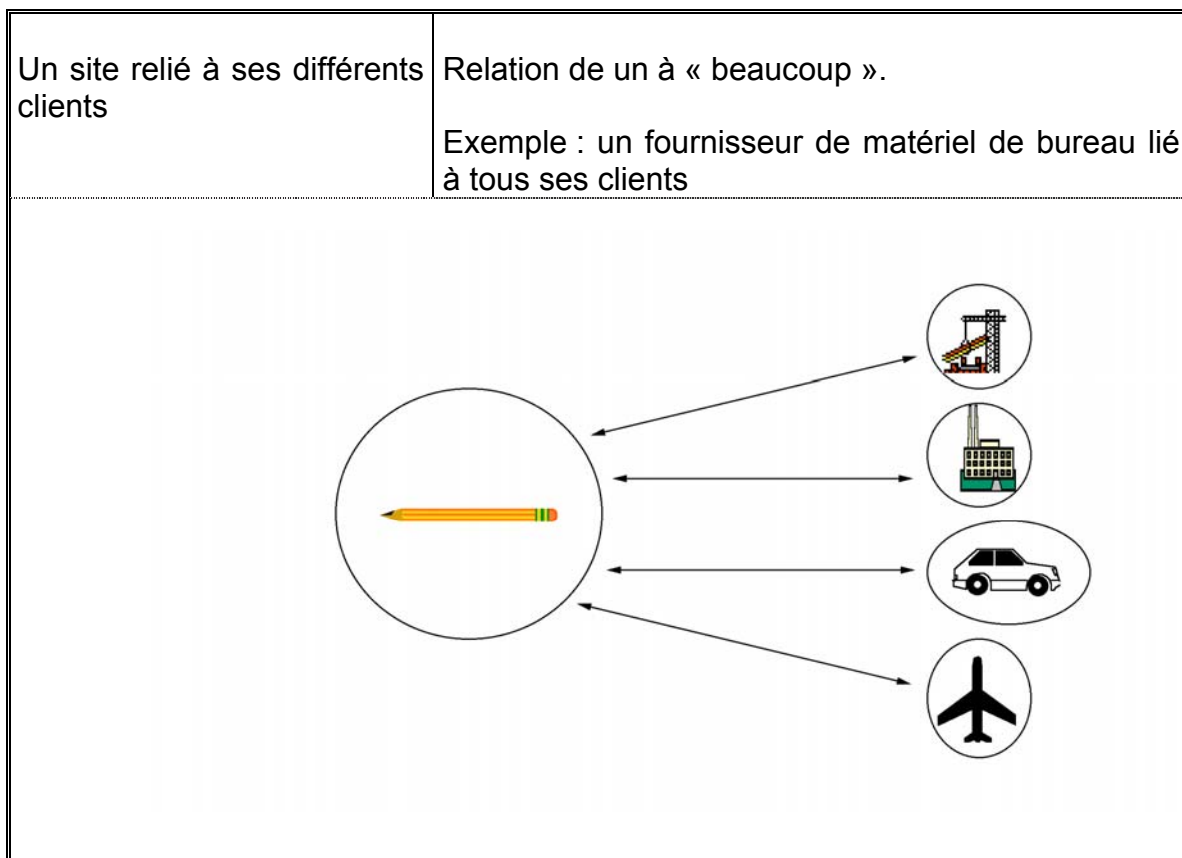 Un site relié à ses différents
clients
Relation de un à « beaucoup ».
Exemple : un fournisseur de matériel de bureau lié
à tous ses clients